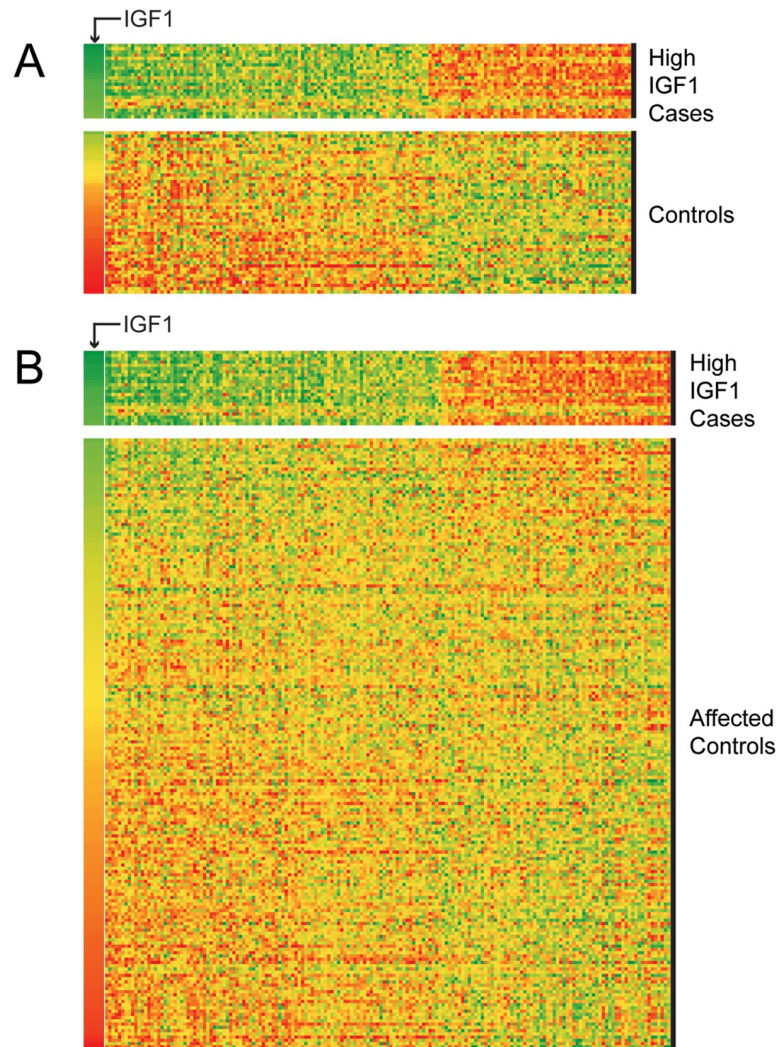 IGF1
A
High
IGF1
Cases
Controls
IGF1
B
High
IGF1
Cases
Affected
Controls